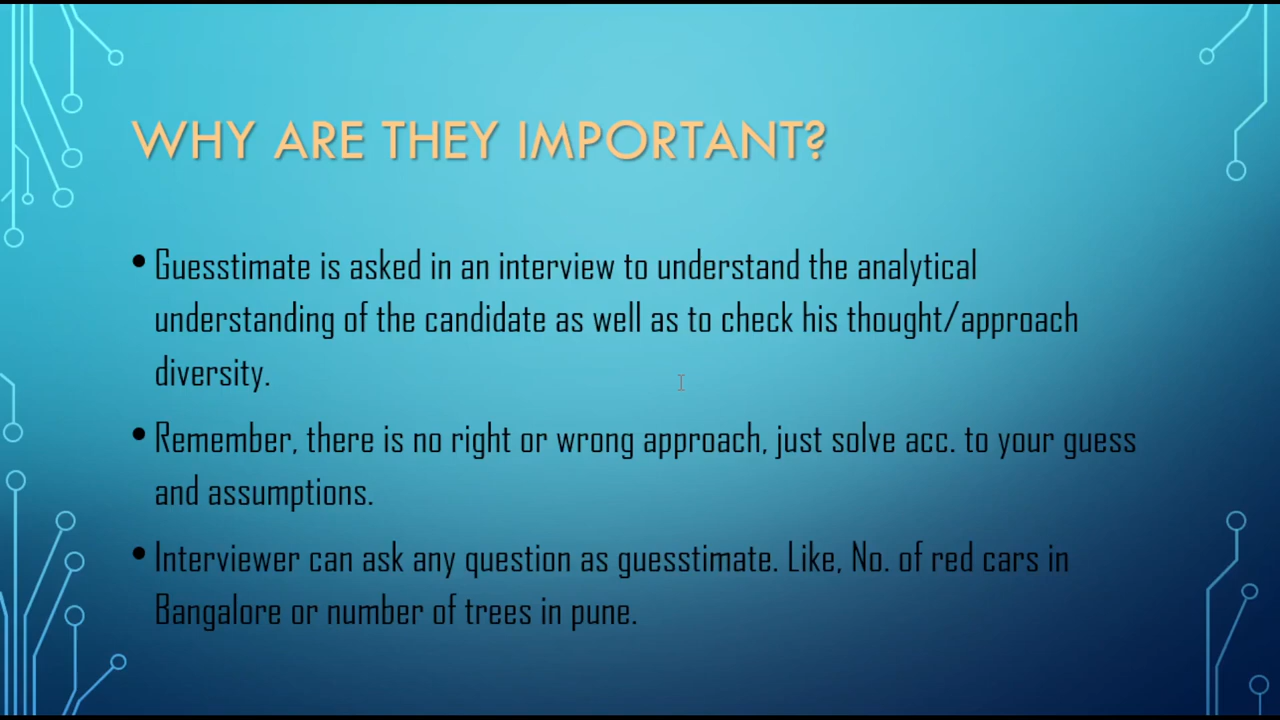 WHY ARE THEY IMPORTANT?
• Guesstimate is asked in an interview to understand the analytical
understanding of the candidate as well as to check his thought/approach
diversity.
• Remember, there is no right or wrong approach, just solve acc. to your guess
and assumptions.
• Interviewer can ask any question as guesstimate. Like, No. of red cars in
Bangalore or number of trees in pune.